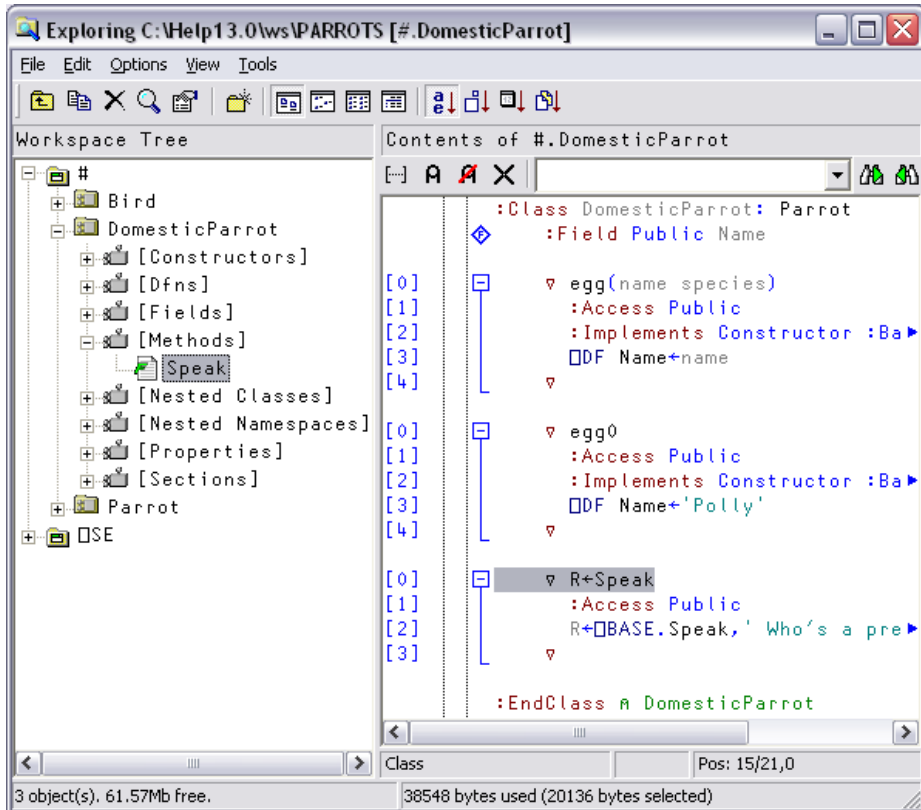 Exploring C:\Help13.0\ws\PARROTS [#.DomesticParrot]
File Edit Options View Tools
Workspace Tree
#
Bird
DomesticParrot
[Constructors]
[Dfns]
[Fields]
[Methods]
Speak
[Nested Classes]
[Nested Namespaces]
[Properties]
[Sections]
Parrot
⎕SE
Contents of #.DomesticParrot
:Class DomesticParrot: Parrot
:Field Public Name
[0] ∇ egg(name species)
[1] :Access Public
[2] :Implements Constructor :Ba
[3] ⎕DF Name←name
[4] ∇
[0] ∇ egg0
[1] :Access Public
[2] :Implements Constructor :Ba
[3] ⎕DF Name←'Polly'
[4] ∇
[0] ∇ R←Speak
[1] :Access Public
[2] R←⎕BASE.Speak,' Who's a pre
[3] ∇
:EndClass ⍝ DomesticParrot
Class Pos: 15/21,0
3 object(s). 61.57Mb free. 38548 bytes used (20136 bytes selected)